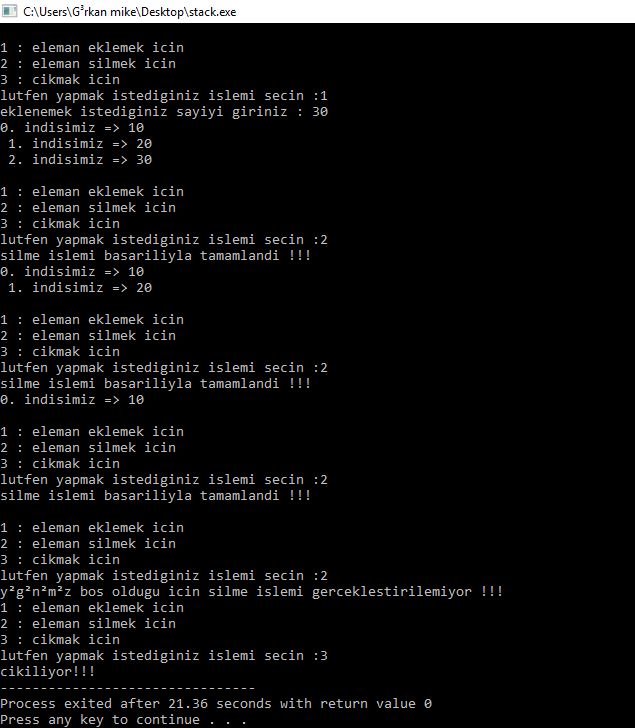 C:\Users\G³rkan mike\Desktop\stack.exe
1 : eleman eklemek icin
2 : eleman silmek icin
3 : cikmak icin
lutfen yapmak istediginiz islemi secin :1
eklenemek istediginiz sayiyi giriniz : 30
0. indisimiz => 10
1. indisimiz => 20
2. indisimiz => 30
1 : eleman eklemek icin
2 : eleman silmek icin
3 : cikmak icin
lutfen yapmak istediginiz islemi secin :2
silme islemi basariliyla tamamlandi !!!
0. indisimiz => 10
1. indisimiz => 20
1 : eleman eklemek icin
2 : eleman silmek icin
3 : cikmak icin
lutfen yapmak istediginiz islemi secin :2
silme islemi basariliyla tamamlandi !!!
0. indisimiz => 10
1 : eleman eklemek icin
2 : eleman silmek icin
3 : cikmak icin
lutfen yapmak istediginiz islemi secin :2
silme islemi basariliyla tamamlandi !!!
1 : eleman eklemek icin
2 : eleman silmek icin
3 : cikmak icin
lutfen yapmak istediginiz islemi secin :2
y²g²n²m²z bos oldugu icin silme islemi gerceklestirilemiyor !!!
1 : eleman eklemek icin
2 : eleman silmek icin
3 : cikmak icin
lutfen yapmak istediginiz islemi secin :3
cikiliyor!!!
--------------------------------
Process exited after 21.36 seconds with return value 0
Press any key to continue . . .